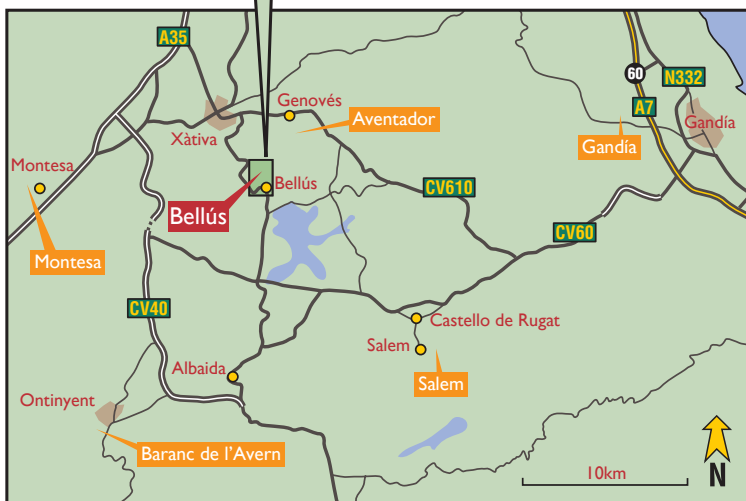 A35
60
N332
Genovés
A7
Aventador
Gandía
Xàtiva
Gandía
Montesa
Bellús
CV610
Bellús
CV60
Montesa
CV40
Castello de Rugat
Salem
Albaida
Salem
Ontinyent
Baranc de l'Avern
10km
N